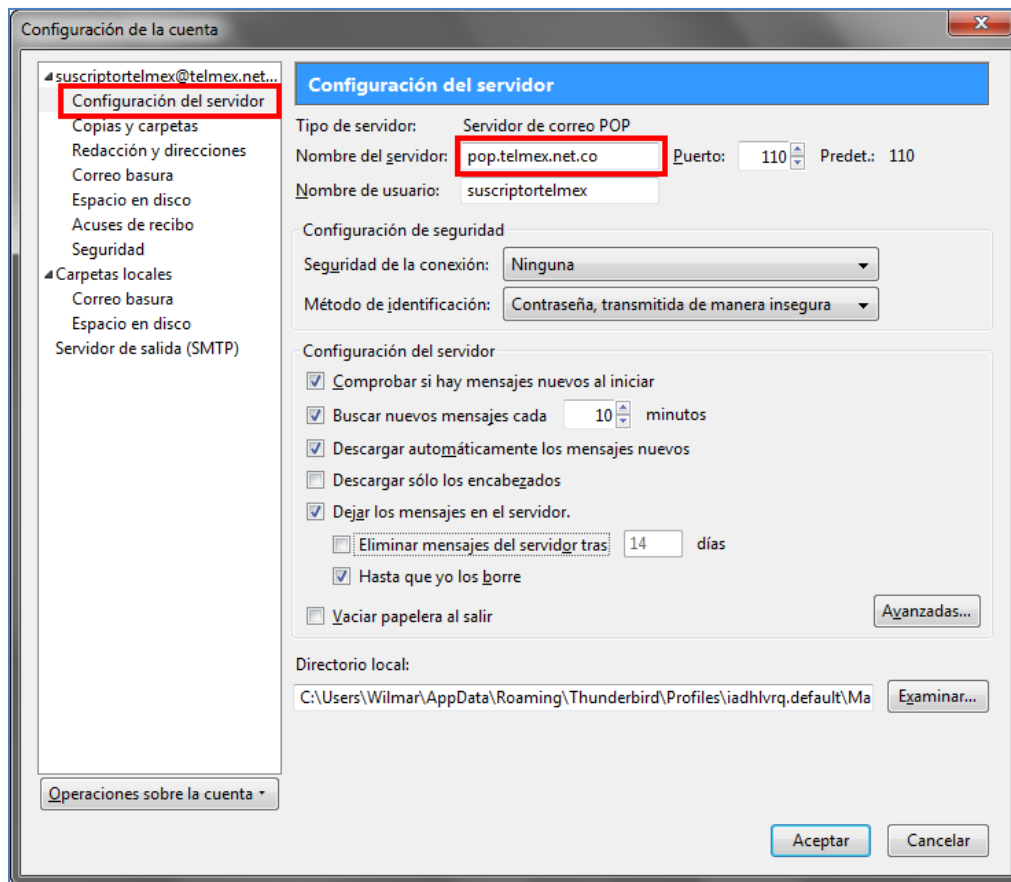 Configuración de la cuenta
suscriptortelmex@telmex.net...
Configuración del servidor
Copias y carpetas
Redacción y direcciones
Correo basura
Espacio en disco
Acuses de recibo
Seguridad
Carpetas locales
Correo basura
Espacio en disco
Servidor de salida (SMTP)
Operaciones sobre la cuenta
Configuración del servidor
Tipo de servidor: Servidor de correo POP
Nombre del servidor: pop.telmex.net.co Puerto: 110 Predet.: 110
Nombre de usuario: suscriptortelmex
Configuración de seguridad
Seguridad de la conexión: Ninguna
Método de identificación: Contraseña, transmitida de manera insegura
Configuración del servidor
Comprobar si hay mensajes nuevos al iniciar
Buscar nuevos mensajes cada 10 minutos
Descargar automáticamente los mensajes nuevos
Descargar sólo los encabezados
Dejar los mensajes en el servidor.
Eliminar mensajes del servidor tras 14 días
Hasta que yo los borre
Vaciar papelera al salir Avanzadas...
Directorio local:
C:\Users\Wilmar\AppData\Roaming\Thunderbird\Profiles\iadhlvrq.default\Ma Examinar...
Aceptar Cancelar